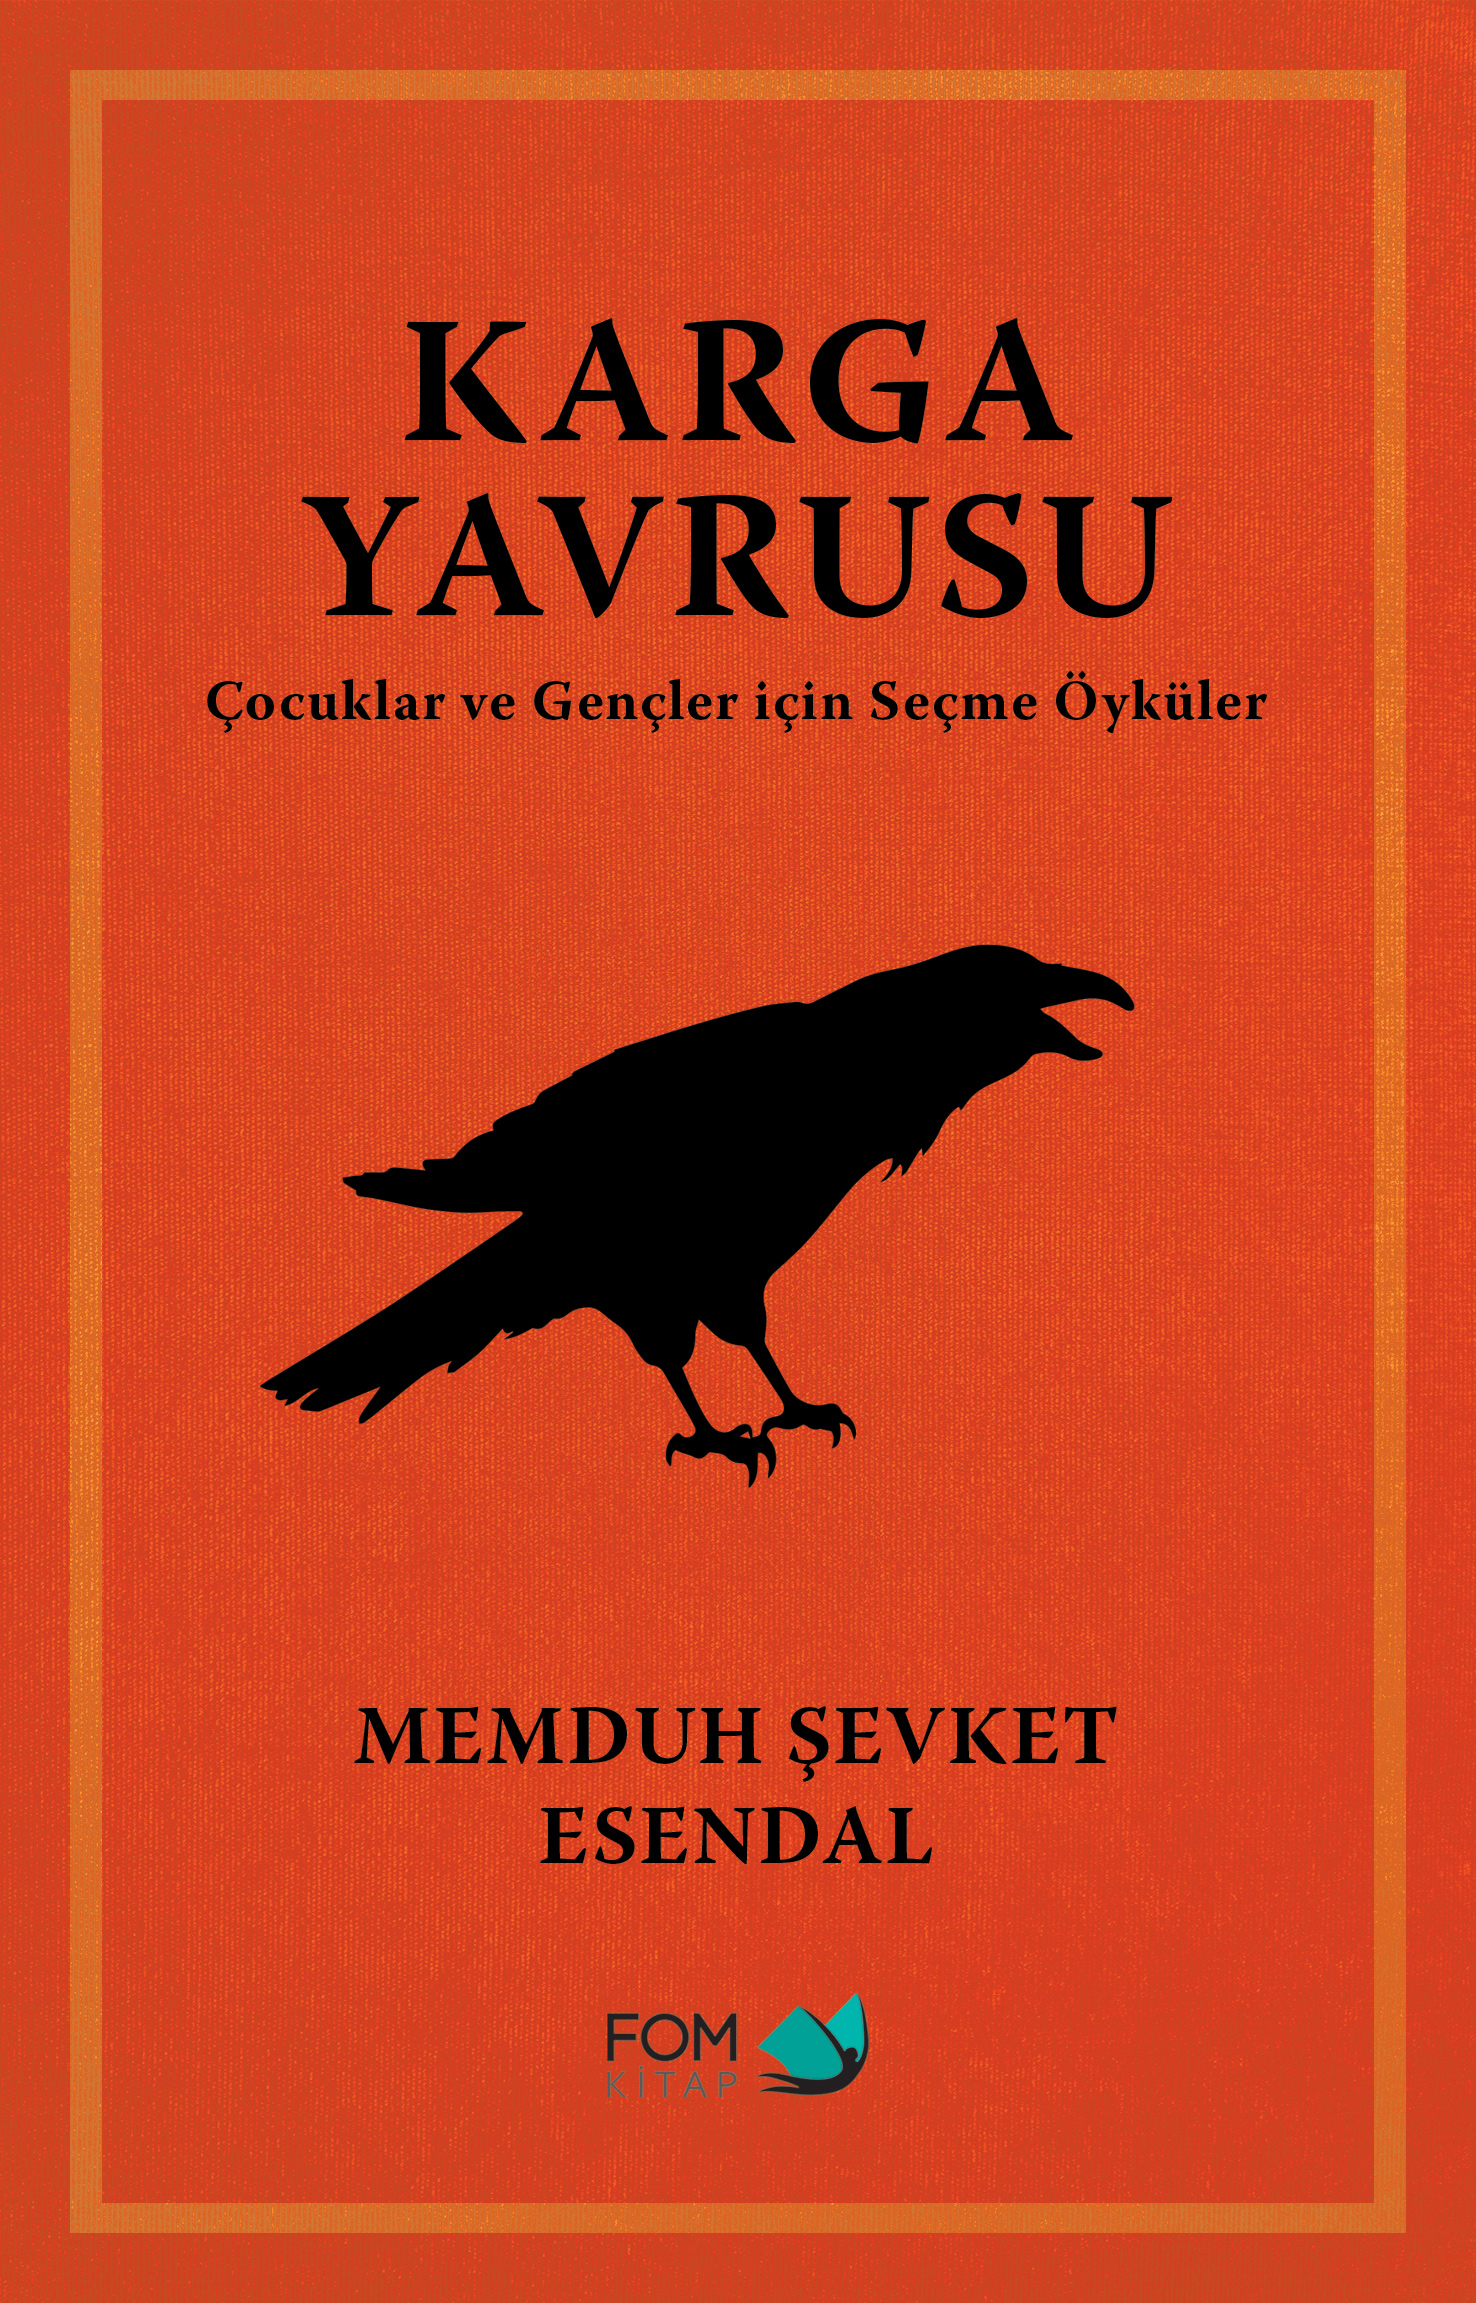 KARGA
YAVRUSU
Çocuklar ve Gençler için Seçme Öyküler
MEMDUH ŞEVKET
ESENDAL
FOM
KİTAP